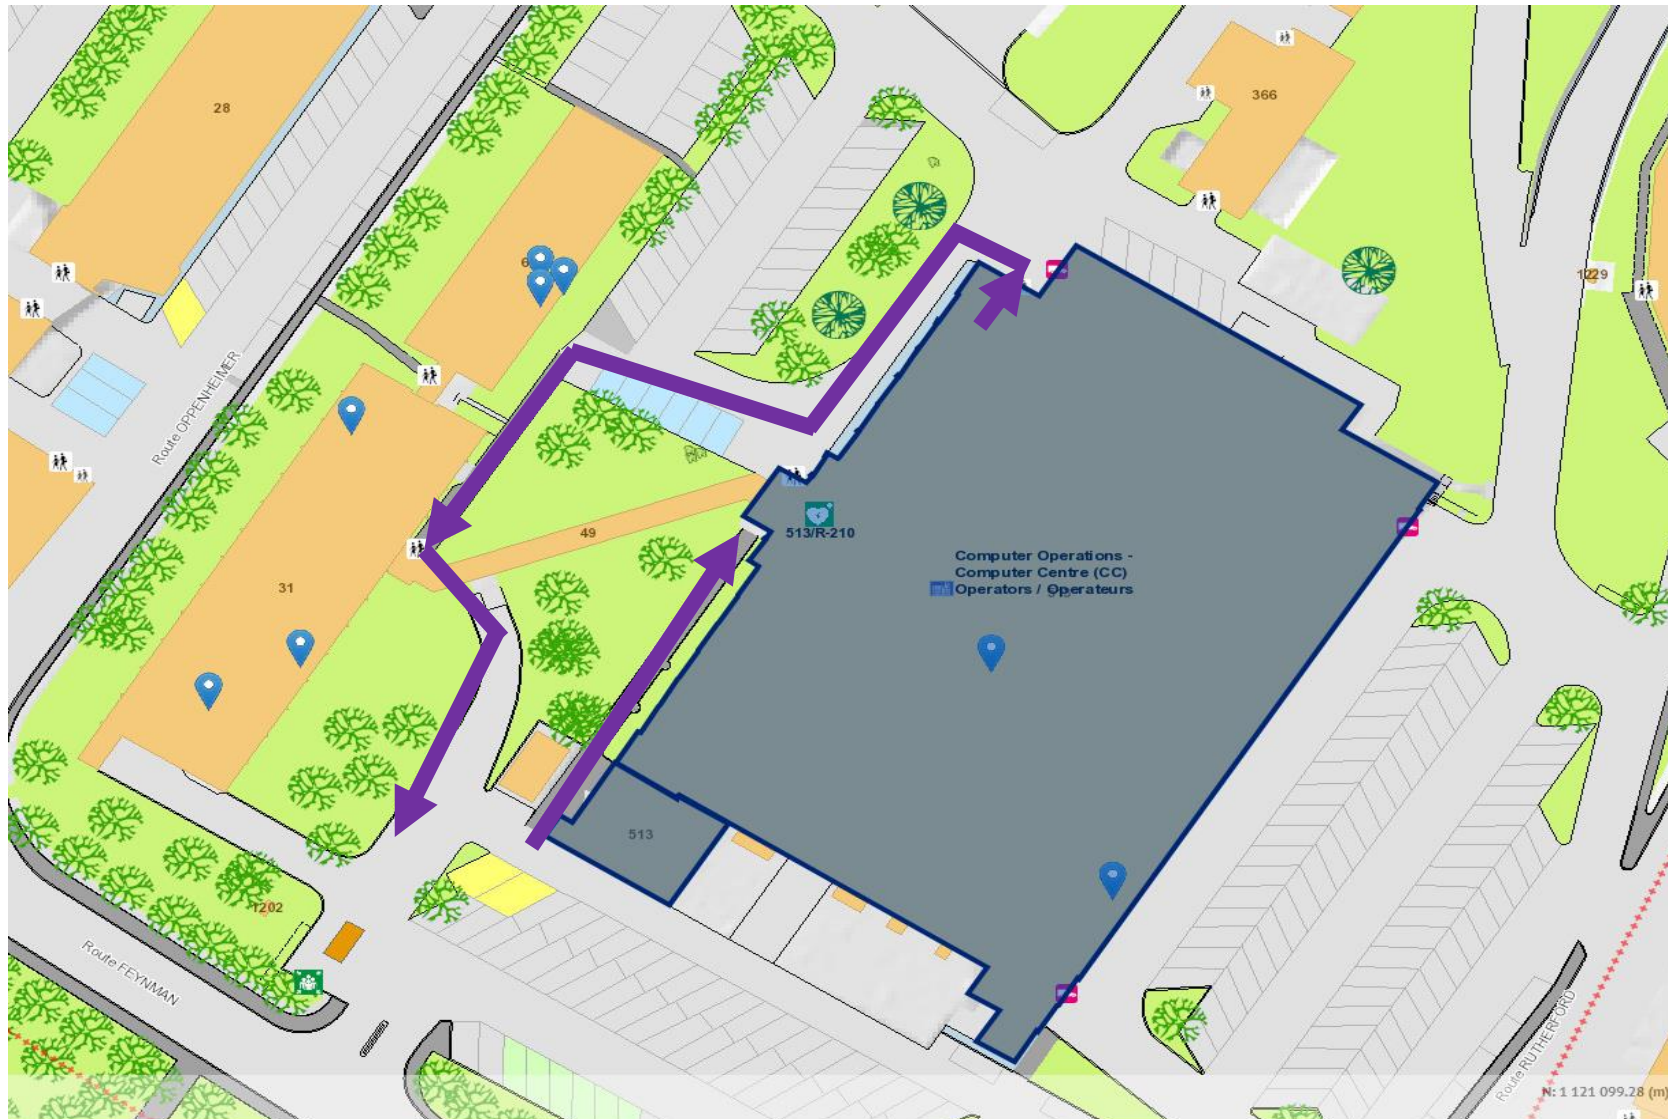 28
366
1229
Route OPPENHEIMER
49
31
513/R-210
Computer Operations -
Computer Centre (CC)
Operators / Operateurs
513
1202
Route FEYNMAN
Route RUTHERFORD
N: 1 121 099.28 (m)